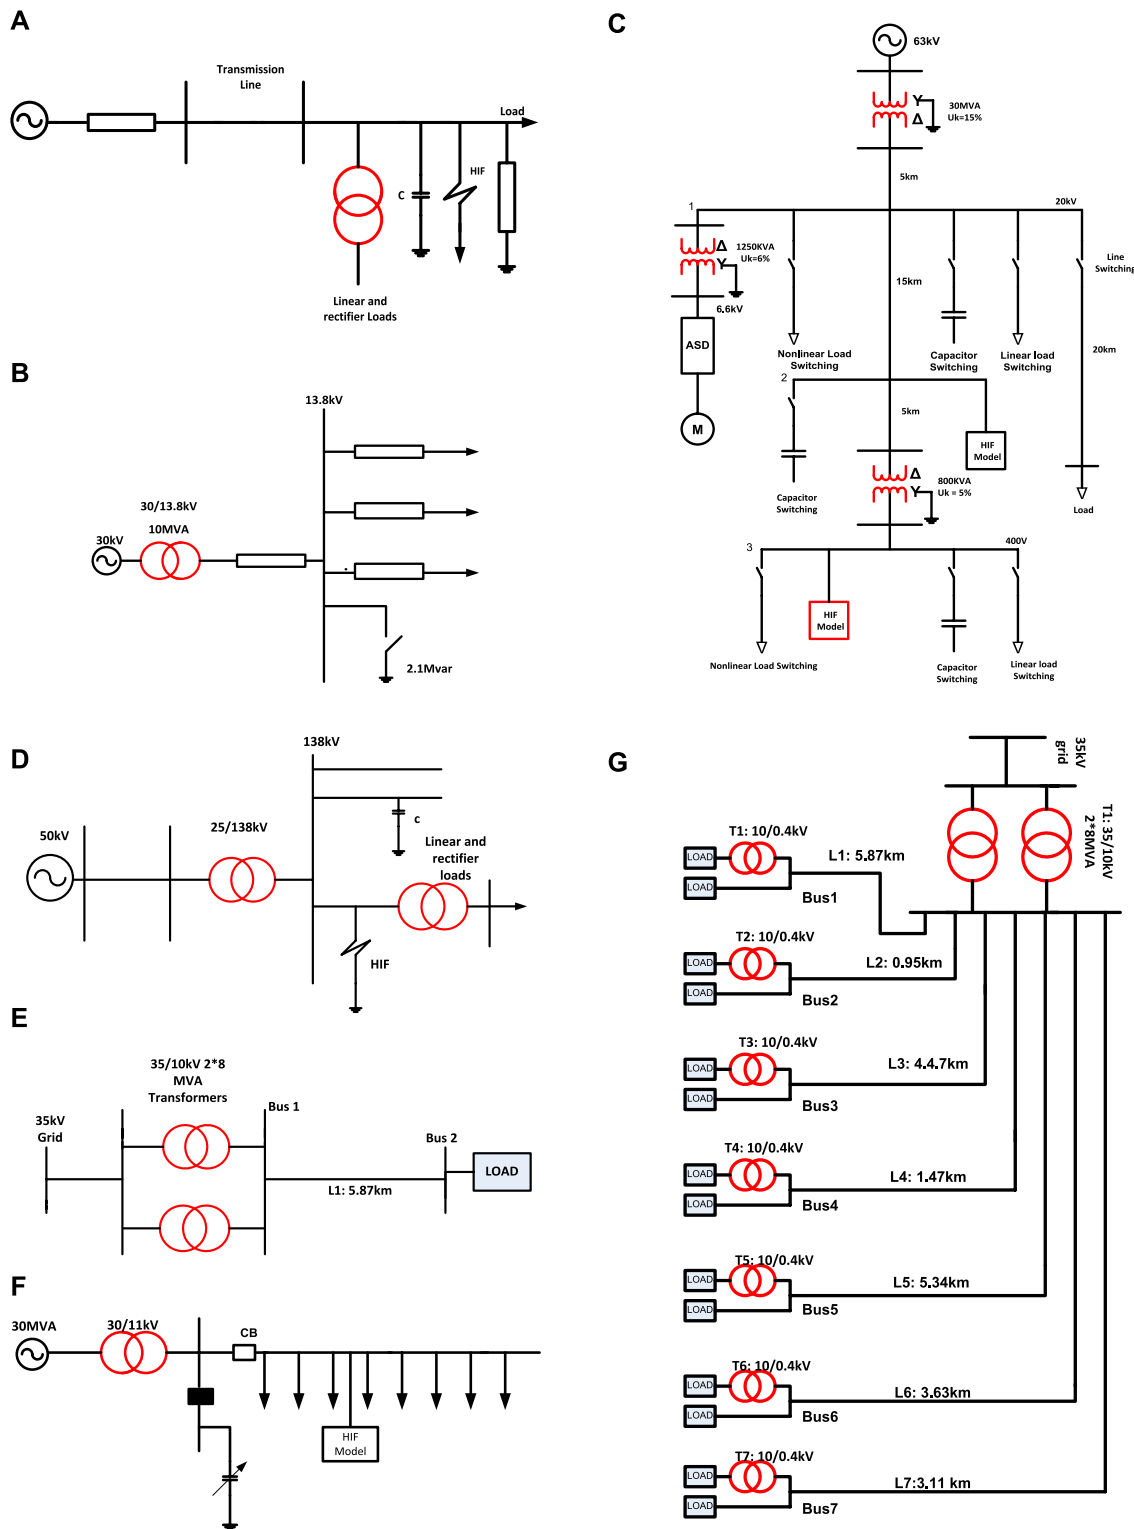 A
Transmission
Line
Load
HIF
C
Linear and
rectifier Loads
B
13.8kV
30/13.8kV
10MVA
30kV
2.1Mvar
C
63kV
30MVA
Uk=15%
Y
Δ
5km
20kV
1
1250KVA
Uk=6%
Δ
Y
6.6kV
ASD
M
15km
Line
Switching
20km
Nonlinear Load
Switching
Capacitor
Switching
Linear load
Switching
2
5km
HIF
Model
Capacitor
Switching
800KVA
Uk = 5%
Δ
Y
Load
3
400V
HIF
Model
Nonlinear Load Switching
Capacitor
Switching
Linear load
Switching
D
138kV
50kV
25/138kV
C
Linear and
rectifier
loads
HIF
E
35/10kV 2*8
MVA
Transformers
35kV
Grid
Bus 1
Bus 2
LOAD
L1: 5.87km
F
30MVA
30/11kV
CB
HIF
Model
G
35kV
grid
T1: 35/10kV
2*8MVA
T1: 10/0.4kV
LOAD
LOAD
L1: 5.87km
Bus1
T2: 10/0.4kV
LOAD
LOAD
L2: 0.95km
Bus2
T3: 10/0.4kV
LOAD
LOAD
L3: 4.4.7km
Bus3
T4: 10/0.4kV
LOAD
LOAD
L4: 1.47km
Bus4
T5: 10/0.4kV
LOAD
LOAD
L5: 5.34km
Bus5
T6: 10/0.4kV
LOAD
LOAD
L6: 3.63km
Bus6
T7: 10/0.4kV
LOAD
LOAD
L7:3.11 km
Bus7